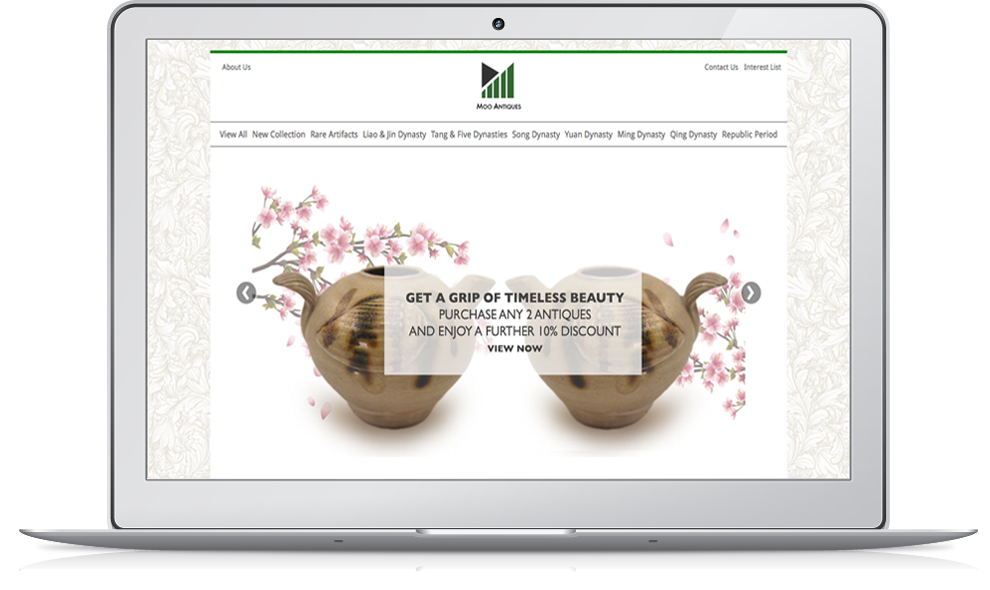 About Us
Contact Us Interest List
Moo Antiques
View All New Collection Rare Artifacts Liao & Jin Dynasty Tang & Five Dynasties Song Dynasty Yuan Dynasty Ming Dynasty Qing Dynasty Republic Period
GET A GRIP OF TIMELESS BEAUTY
PURCHASE ANY 2 ANTIQUES
AND ENJOY A FURTHER 10% DISCOUNT
VIEW NOW